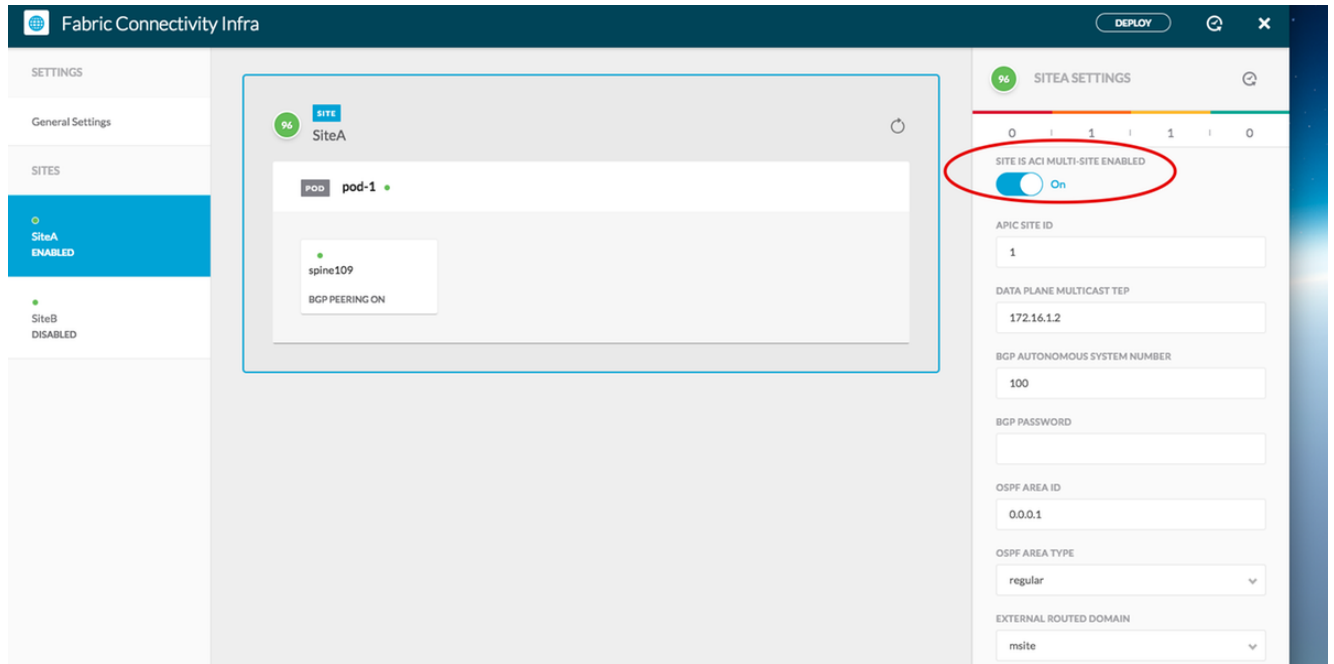 Fabric Connectivity Infra
DEPLOY
SETTINGS
General Settings
SITES
SiteA
ENABLED
SiteB
DISABLED
96
SITE
SiteA
POD pod-1
spine109
BGP PEERING ON
96 SITEA SETTINGS
0 1 1 0
SITE IS ACI MULTI-SITE ENABLED
On
APIC SITE ID
1
DATA PLANE MULTICAST TEP
172.16.1.2
BGP AUTONOMOUS SYSTEM NUMBER
100
BGP PASSWORD
OSPF AREA ID
0.0.0.1
OSPF AREA TYPE
regular
EXTERNAL ROUTED DOMAIN
msite